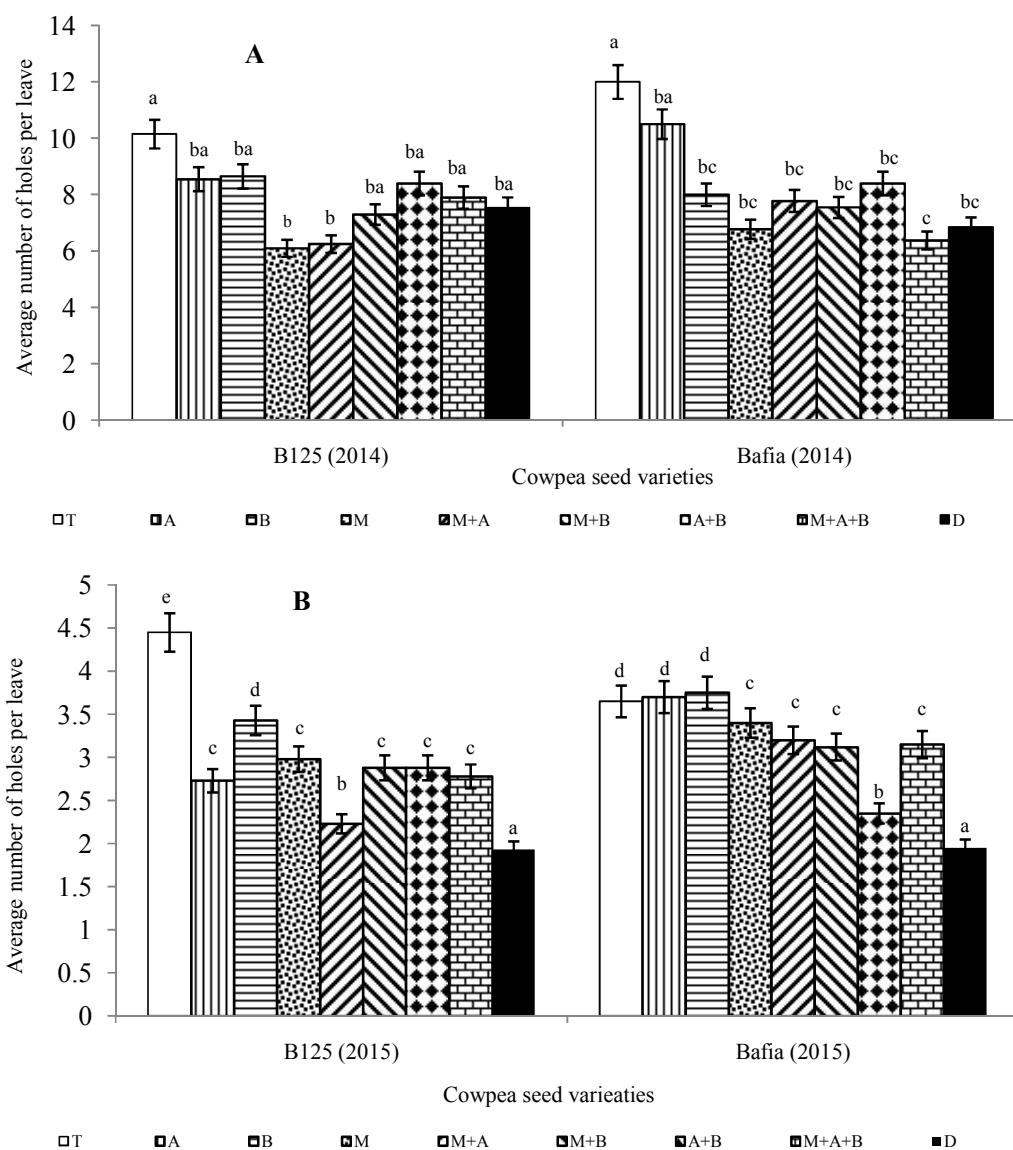 A
Average number of holes per leave
14
12
10
8
6
4
2
0
a
ba
ba
b
b
ba
ba
ba
ba
a
ba
bc
bc
bc
bc
bc
c
bc
B125 (2014)
Bafia (2014)
Cowpea seed varieties
T A B M M+A M+B A+B M+A+B D
B
Average number of holes per leave
5
4.5
4
3.5
3
2.5
2
1.5
1
0.5
0
e
c
d
c
b
c
c
c
a
d
d
d
c
c
c
b
c
a
B125 (2015)
Bafia (2015)
Cowpea seed varieaties
T A B M M+A M+B A+B M+A+B D